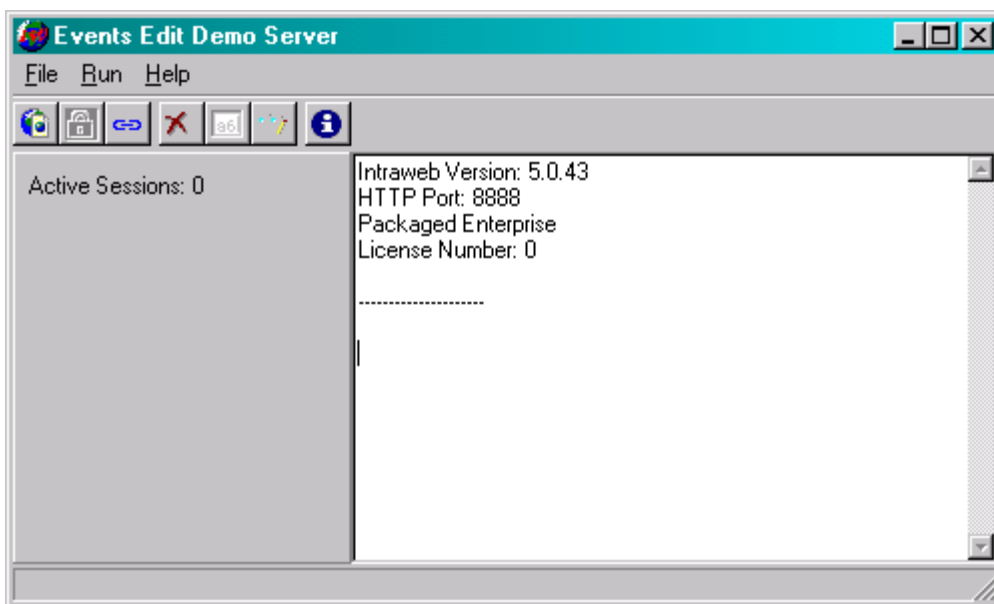 Events Edit Demo Server
File Run Help
a6
Active Sessions: 0
Intraweb Version: 5.0.43
HTTP Port: 8888
Packaged Enterprise
License Number: 0
---------------------